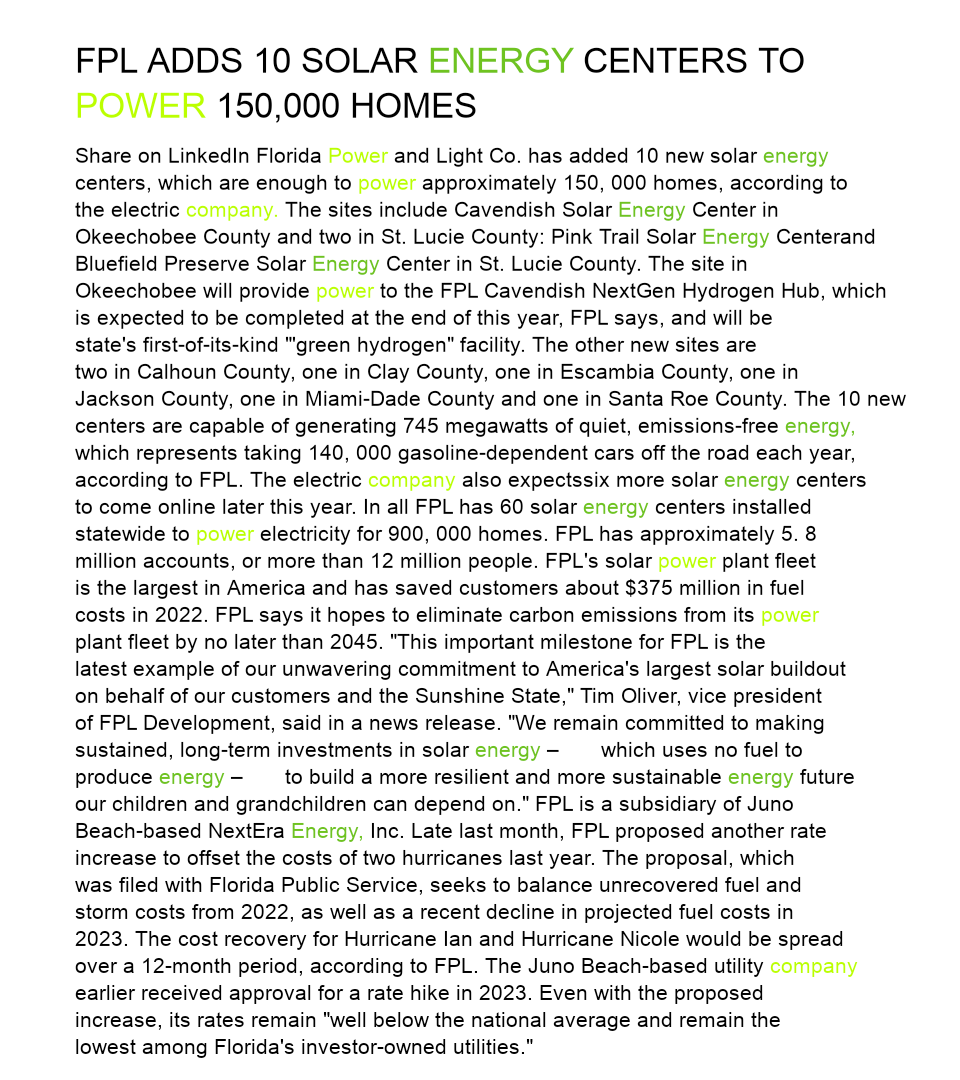 FPL ADDS 10 SOLAR ENERGY CENTERS TO
POWER 150,000 HOMES
Share on LinkedIn Florida Power and Light Co. has added 10 new solar energy
centers, which are enough to power approximately 150, 000 homes, according to
the electric company. The sites include Cavendish Solar Energy Center in
Okeechobee County and two in St. Lucie County: Pink Trail Solar Energy Centerand
Bluefield Preserve Solar Energy Center in St. Lucie County. The site in
Okeechobee will provide power to the FPL Cavendish NextGen Hydrogen Hub, which
is expected to be completed at the end of this year, FPL says, and will be
state's first-of-its-kind "'green hydrogen" facility. The other new sites are
two in Calhoun County, one in Clay County, one in Escambia County, one in
Jackson County, one in Miami-Dade County and one in Santa Roe County. The 10 new
centers are capable of generating 745 megawatts of quiet, emissions-free energy,
which represents taking 140, 000 gasoline-dependent cars off the road each year,
according to FPL. The electric company also expectssix more solar energy centers
to come online later this year. In all FPL has 60 solar energy centers installed
statewide to power electricity for 900, 000 homes. FPL has approximately 5. 8
million accounts, or more than 12 million people. FPL's solar power plant fleet
is the largest in America and has saved customers about $375 million in fuel
costs in 2022. FPL says it hopes to eliminate carbon emissions from its power
plant fleet by no later than 2045. "This important milestone for FPL is the
latest example of our unwavering commitment to America's largest solar buildout
on behalf of our customers and the Sunshine State," Tim Oliver, vice president
of FPL Development, said in a news release. "We remain committed to making
sustained, long-term investments in solar energy – which uses no fuel to
produce energy – to build a more resilient and more sustainable energy future
our children and grandchildren can depend on." FPL is a subsidiary of Juno
Beach-based NextEra Energy, Inc. Late last month, FPL proposed another rate
increase to offset the costs of two hurricanes last year. The proposal, which
was filed with Florida Public Service, seeks to balance unrecovered fuel and
storm costs from 2022, as well as a recent decline in projected fuel costs in
2023. The cost recovery for Hurricane Ian and Hurricane Nicole would be spread
over a 12-month period, according to FPL. The Juno Beach-based utility company
earlier received approval for a rate hike in 2023. Even with the proposed
increase, its rates remain "well below the national average and remain the
lowest among Florida's investor-owned utilities."